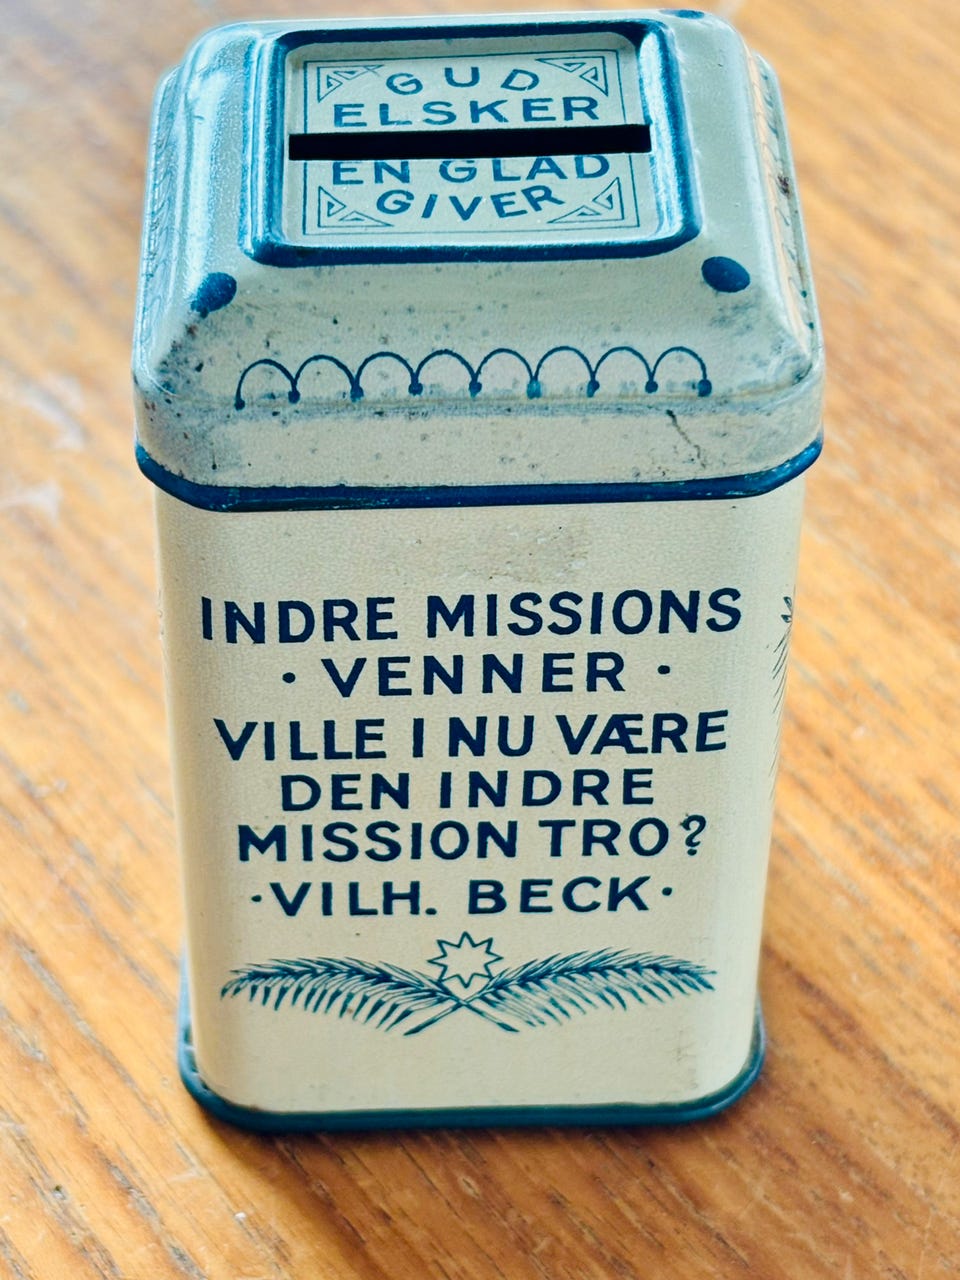 GUD
ELSKER
EN GLAD
GIVER
INDRE MISSIONS
· VENNER ·
VILLE I NU VÆRE
DEN INDRE
MISSION TRO?
·VILH. BECK·